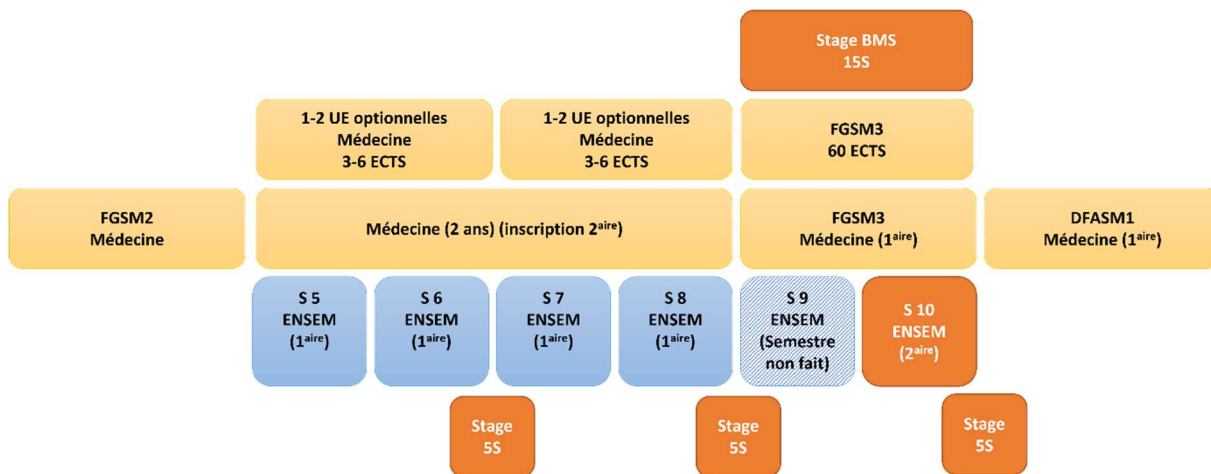 Stage BMS
15S
1-2 UE optionnelles
Médecine
3-6 ECTS
1-2 UE optionnelles
Médecine
3-6 ECTS
FGSM3
60 ECTS
FGSM2
Médecine
Médecine (2 ans) (inscription 2aire)
FGSM3
Médecine (1aire)
DFASM1
Médecine (1aire)
S 5
ENSEM
(1aire)
S 6
ENSEM
(1aire)
S 7
ENSEM
(1aire)
S 8
ENSEM
(1aire)
S 9
ENSEM
(Semestre
non fait)
S 10
ENSEM
(2aire)
Stage
5S
Stage
5S
Stage
5S